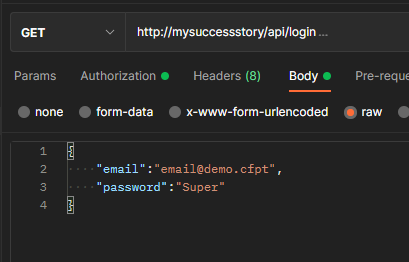 GET http://mysuccessstory/api/login ...
Params Authorization Headers (8) Body Pre-reque
none form-data x-www-form-urlencoded raw
1 {
2 "email":"email@demo.cfpt",
3 "password":"Super"
4 }